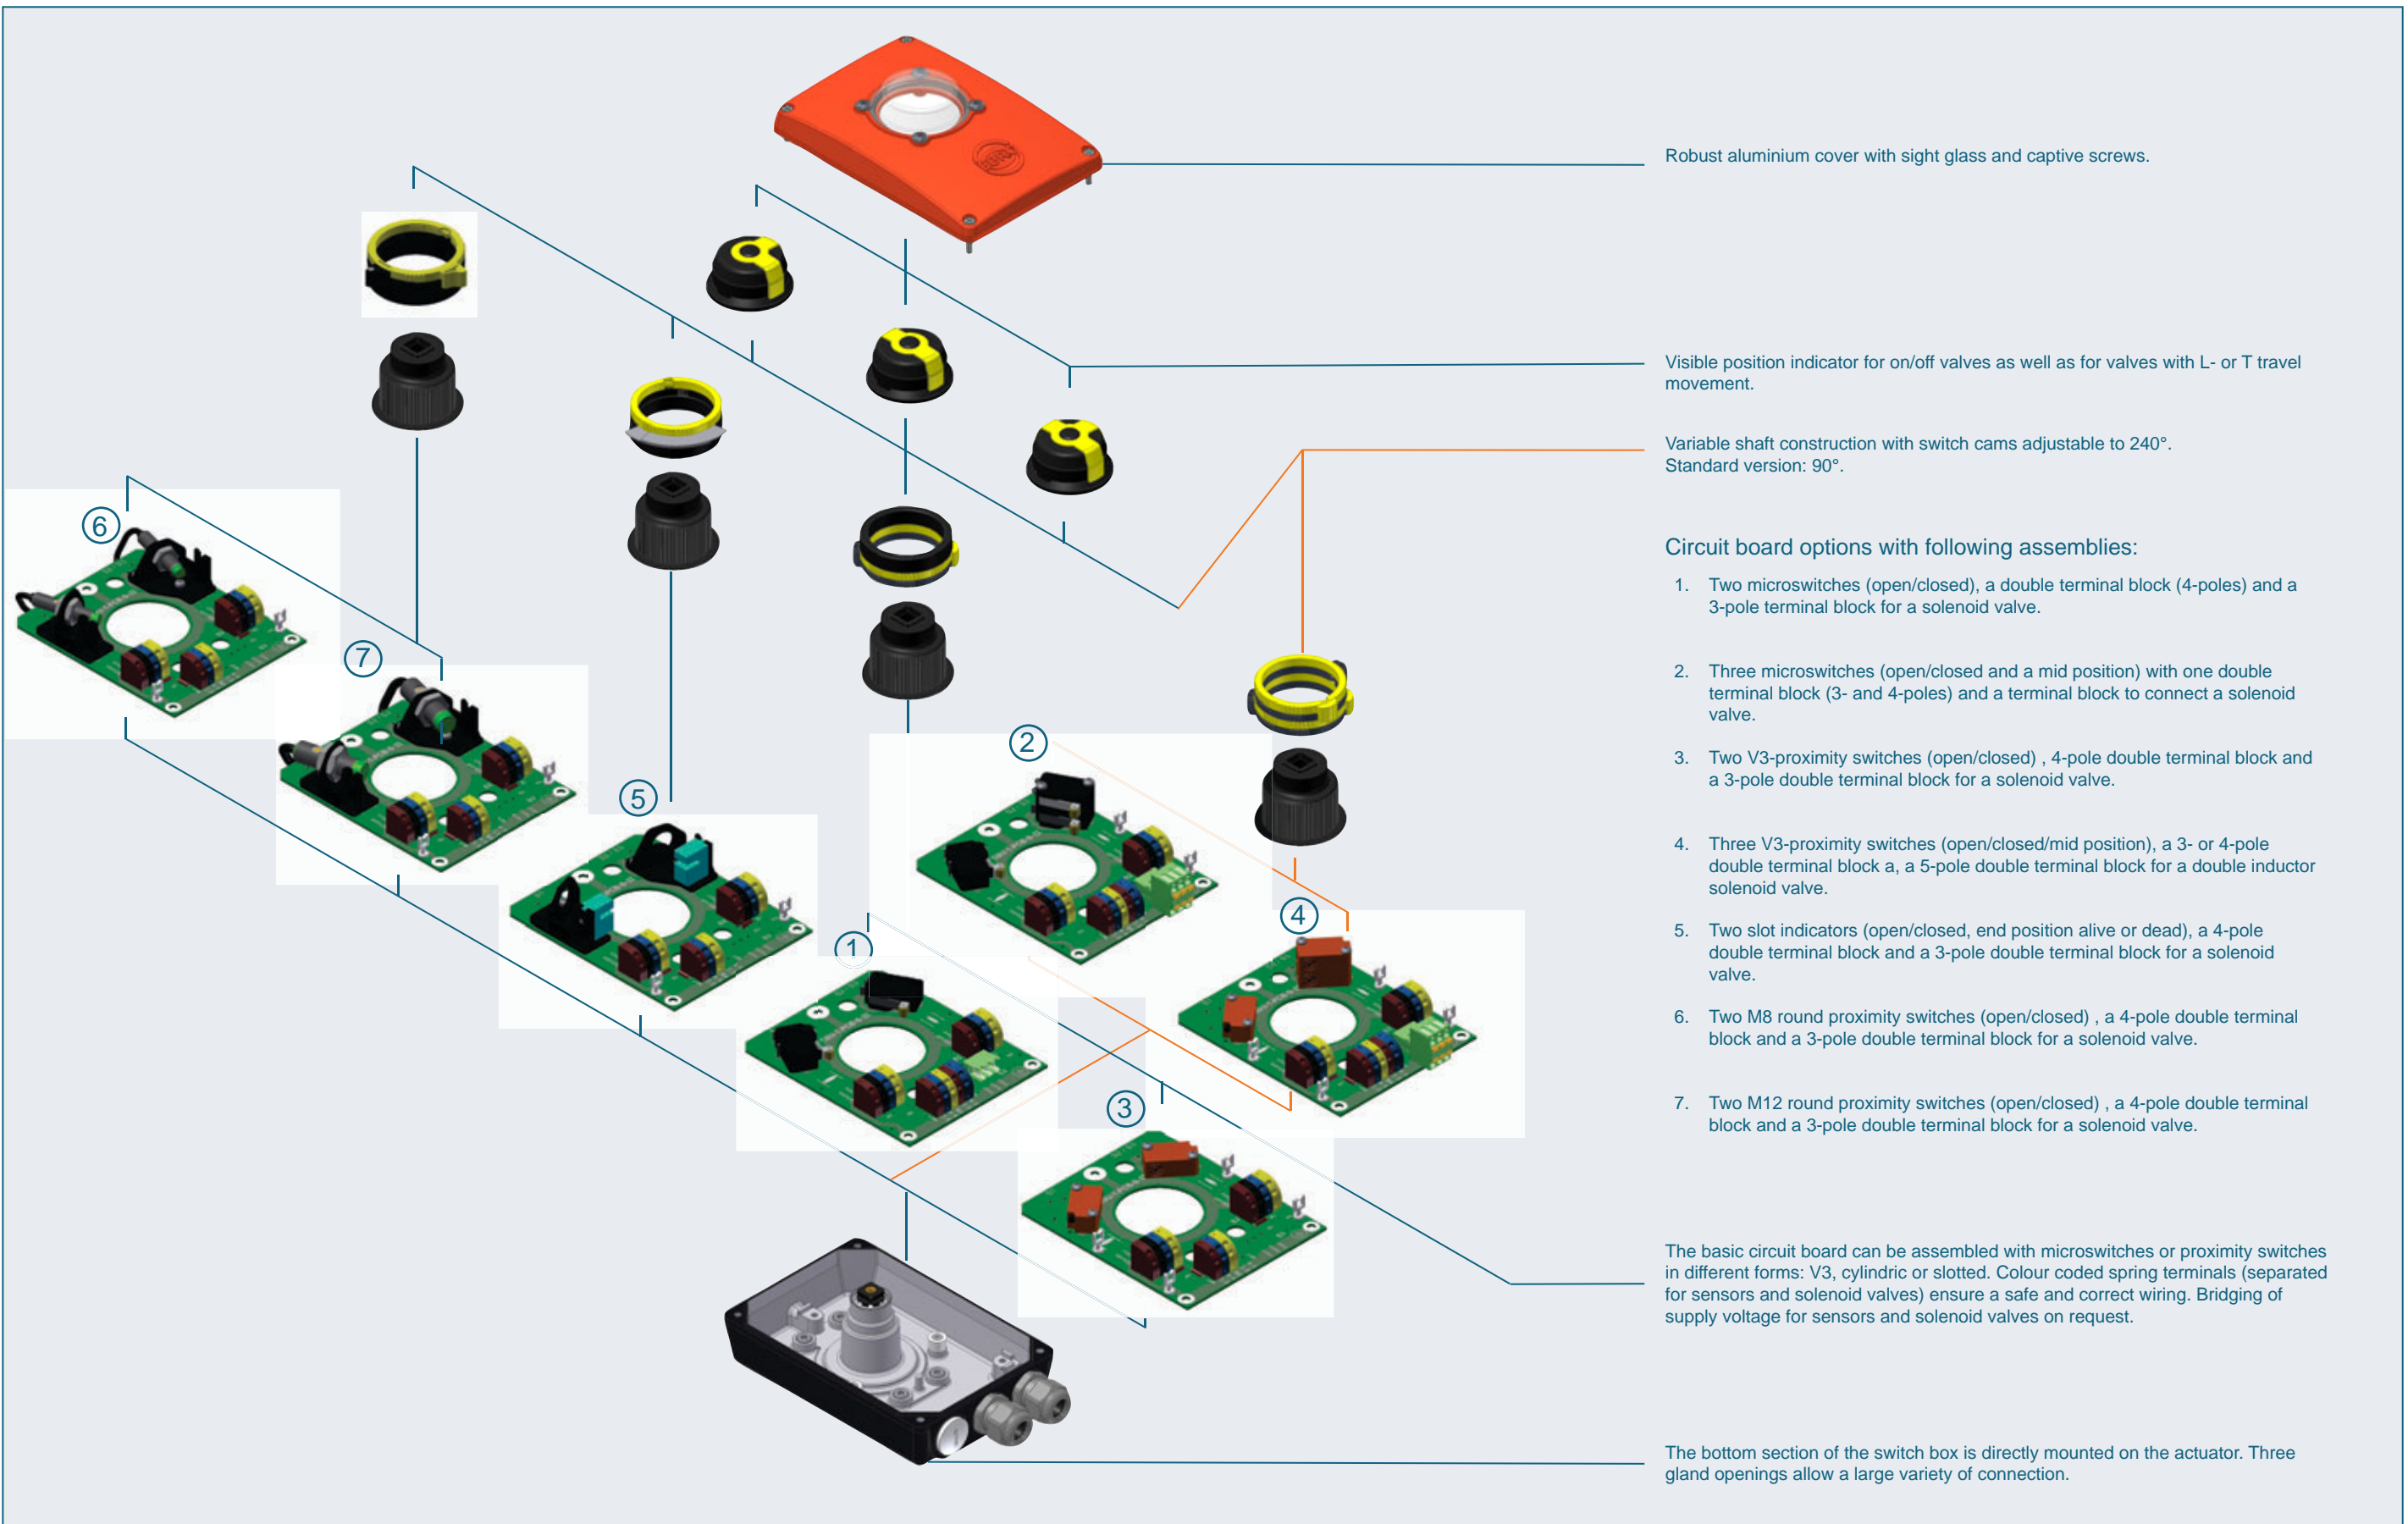 Robust aluminium cover with sight glass and captive screws.
Visible position indicator for on/off valves as well as for valves with L- or T travel
movement.
Variable shaft construction with switch cams adjustable to 240°.
Standard version: 90°.
Circuit board options with following assemblies:
1. Two microswitches (open/closed), a double terminal block (4-poles) and a
3-pole terminal block for a solenoid valve.
2. Three microswitches (open/closed and a mid position) with one double
terminal block (3- and 4-poles) and a terminal block to connect a solenoid
valve.
3. Two V3-proximity switches (open/closed) , 4-pole double terminal block and
a 3-pole double terminal block for a solenoid valve.
4. Three V3-proximity switches (open/closed/mid position), a 3- or 4-pole
double terminal block a, a 5-pole double terminal block for a double inductor
solenoid valve.
5. Two slot indicators (open/closed, end position alive or dead), a 4-pole
double terminal block and a 3-pole double terminal block for a solenoid
valve.
6. Two M8 round proximity switches (open/closed) , a 4-pole double terminal
block and a 3-pole double terminal block for a solenoid valve.
7. Two M12 round proximity switches (open/closed) , a 4-pole double terminal
block and a 3-pole double terminal block for a solenoid valve.
The basic circuit board can be assembled with microswitches or proximity switches
in different forms: V3, cylindric or slotted. Colour coded spring terminals (separated
for sensors and solenoid valves) ensure a safe and correct wiring. Bridging of
supply voltage for sensors and solenoid valves on request.
The bottom section of the switch box is directly mounted on the actuator. Three
gland openings allow a large variety of connection.
6
7
5
2
1
4
3